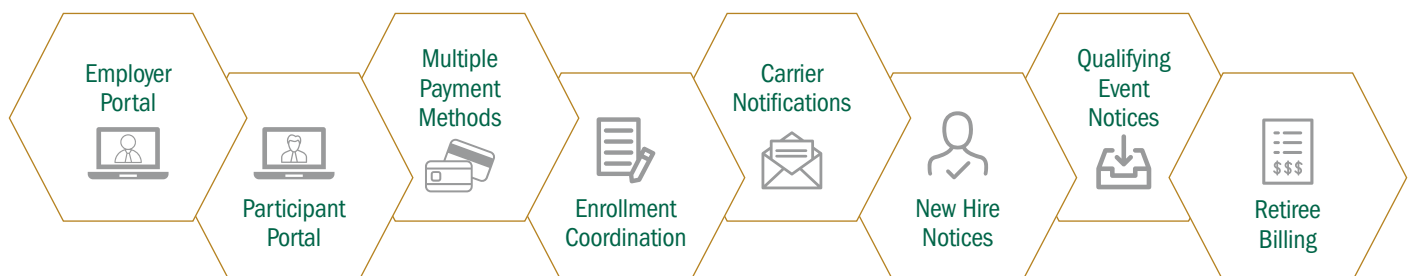 Employer
Portal
Participant
Portal
Multiple
Payment
Methods
Enrollment
Coordination
Carrier
Notifications
New Hire
Notices
Qualifying
Event
Notices
$$$
Retiree
Billing